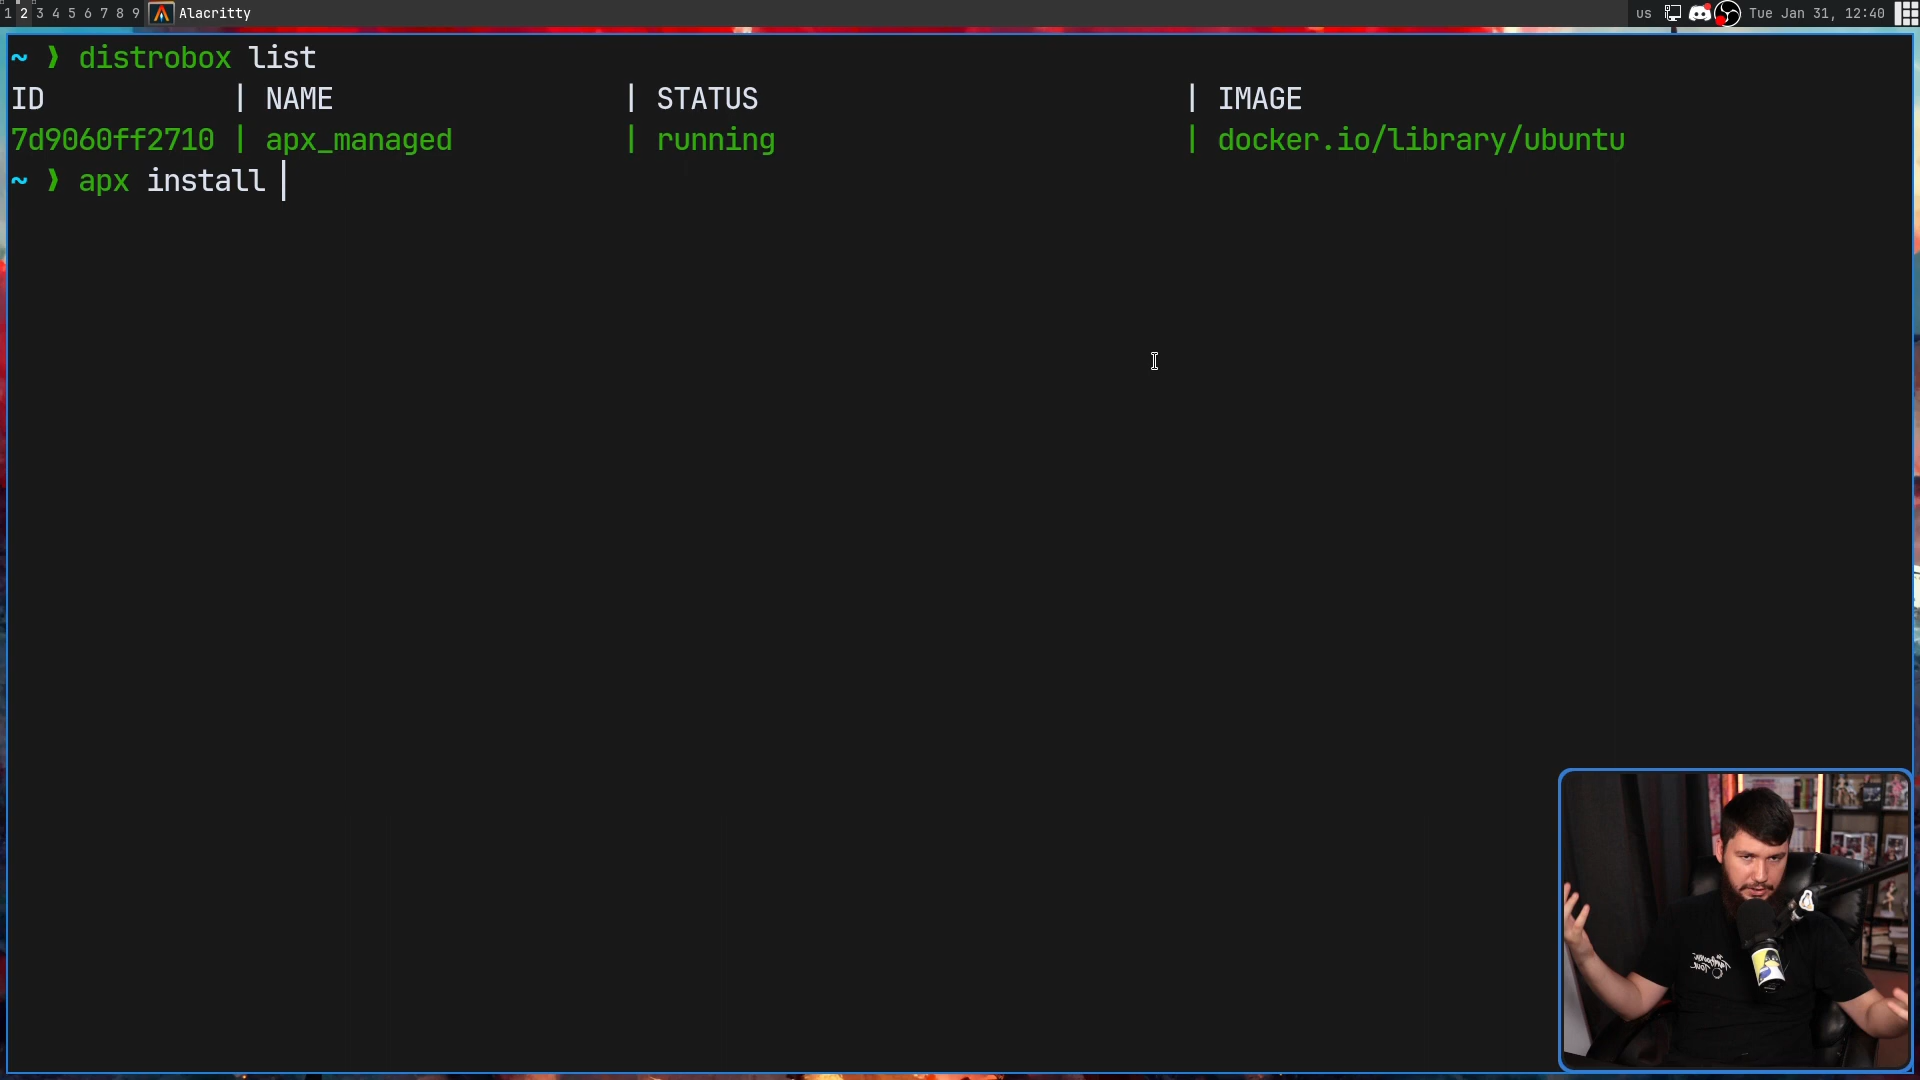 1 2 3 4 5 6 7 8 9 Alacritty us Tue Jan 31, 12:40
~ ❯ distrobox list
ID | NAME | STATUS | IMAGE
7d9060ff2710 | apx_managed | running | docker.io/library/ubuntu
~ ❯ apx install